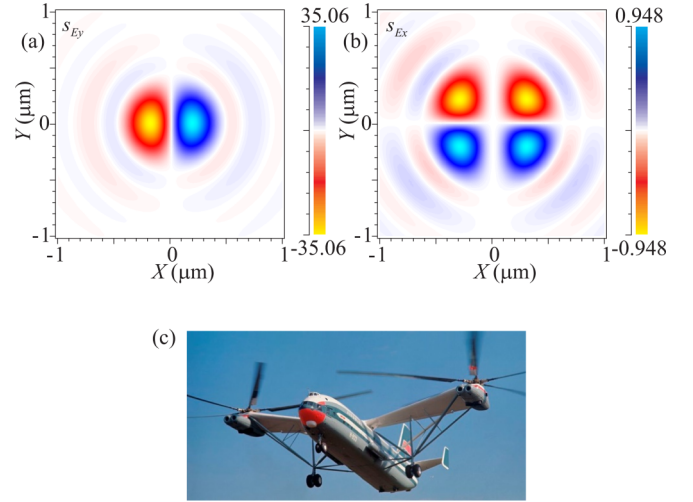 35.06
0.948
(a)
s_Ey
(b)
s_Ex
1
1
Y (μm)
0
Y (μm)
0
-1
-1
-35.06
-0.948
-1
0
1
-1
0
1
X (μm)
X (μm)
(c)